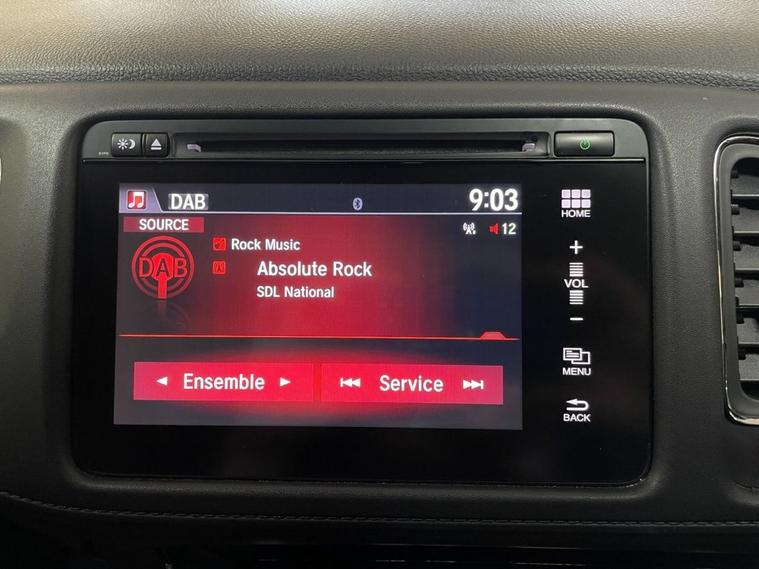 DAB
9:03
HOME
SOURCE
12
DAB
Rock Music
Absolute Rock
SDL National
+
VOL
−
Ensemble
Service
MENU
BACK